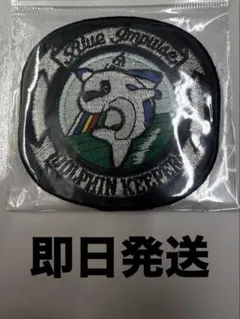 Blue Impulse
DOLPHIN KEEPER
即日発送